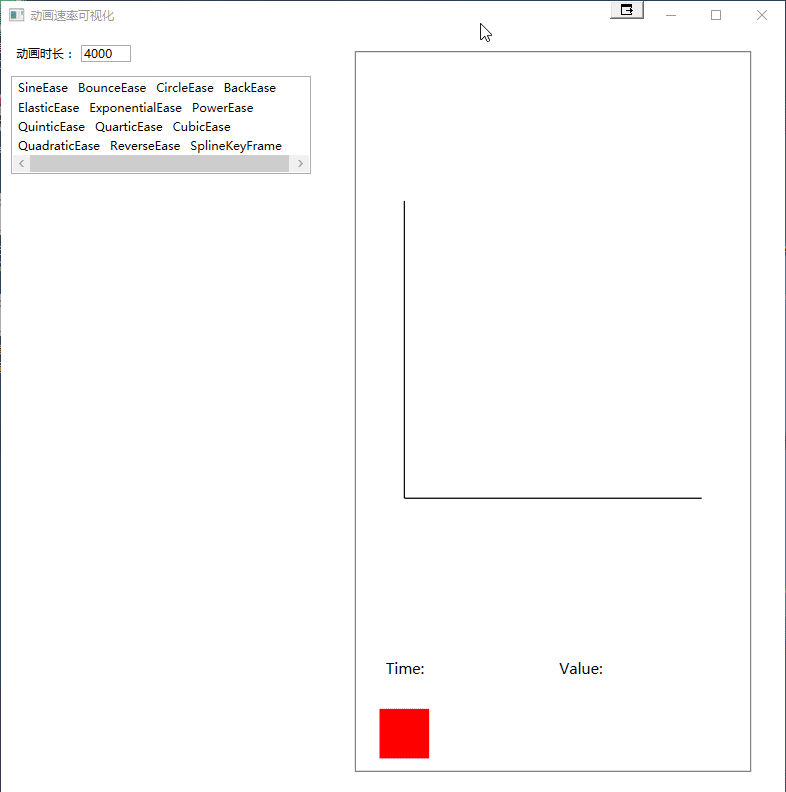 动画速率可视化
动画时长： 4000
SineEase BounceEase CircleEase BackEase
ElasticEase ExponentialEase PowerEase
QuinticEase QuarticEase CubicEase
QuadraticEase ReverseEase SplineKeyFrame
Time: Value: